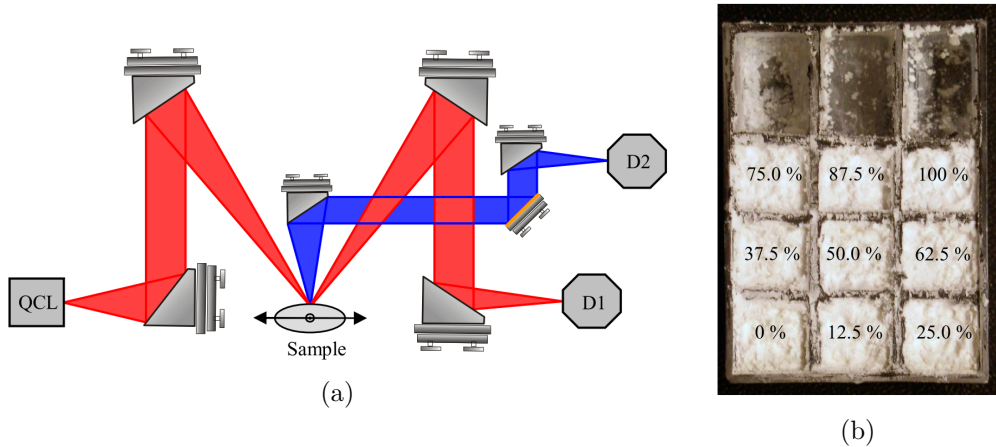 QCL
Sample
D1
D2
(a)
75.0 % 87.5 % 100 %
37.5 % 50.0 % 62.5 %
0 % 12.5 % 25.0 %
(b)